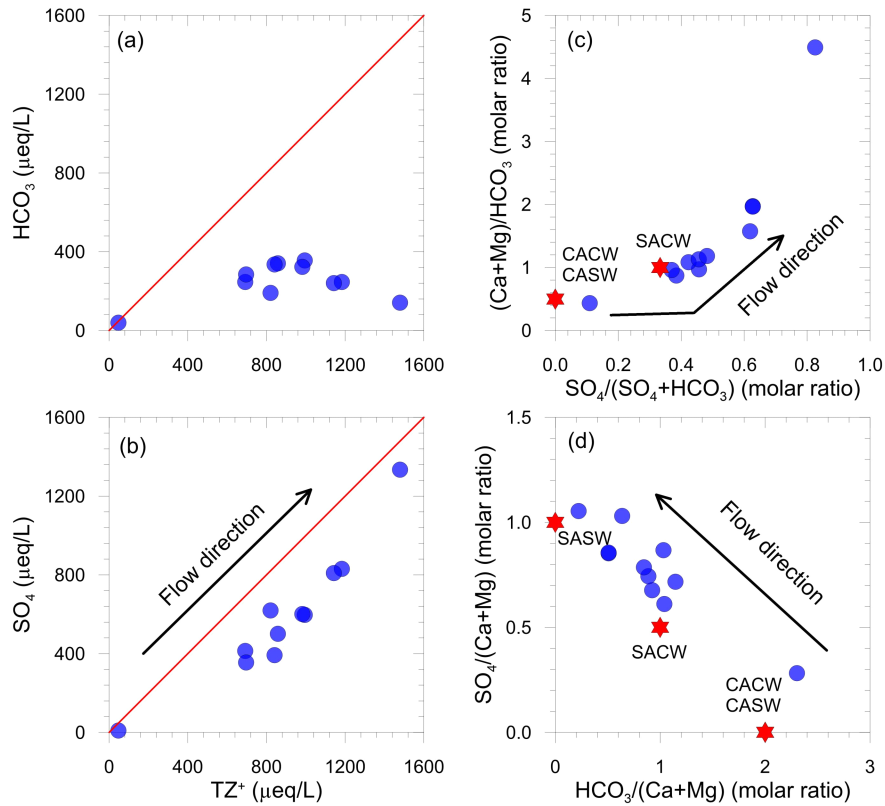 (a)
HCO₃ (μeq/L)
1600
1200
800
400
0
0 400 800 1200 1600
(b)
SO₄ (μeq/L)
Flow direction
1600
1200
800
400
0
0 400 800 1200 1600
TZ⁺ (μeq/L)
(c)
(Ca+Mg)/HCO₃ (molar ratio)
5
4
3
2
1
0
CACW
CASW
SACW
Flow direction
0.0 0.2 0.4 0.6 0.8 1.0
SO₄/(SO₄+HCO₃) (molar ratio)
(d)
SO₄/(Ca+Mg) (molar ratio)
1.5
1.0
0.5
0.0
SASW
SACW
CACW
CASW
Flow direction
0 1 2 3
HCO₃/(Ca+Mg) (molar ratio)